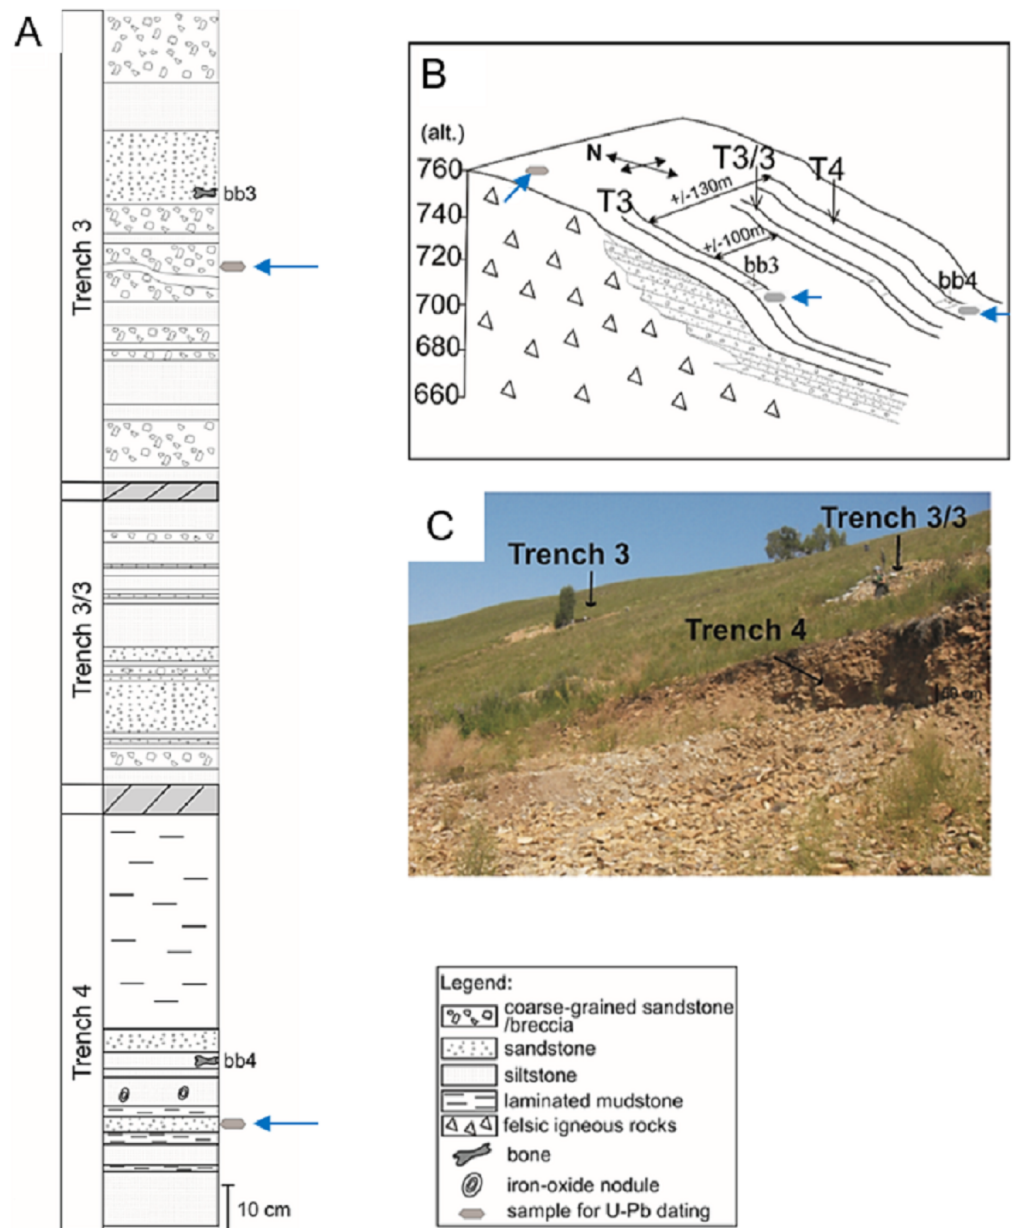 A
Trench 3
bb3
Trench 3/3
Trench 4
bb4
10 cm
B
(alt.)
760
740
720
700
680
660
N
T3
T3/3
T4
+/-130m
+/-100m
bb3
bb4
C
Trench 3
Trench 3/3
Trench 4
Legend:
coarse-grained sandstone
/breccia
sandstone
siltstone
laminated mudstone
felsic igneous rocks
bone
iron-oxide nodule
sample for U-Pb dating